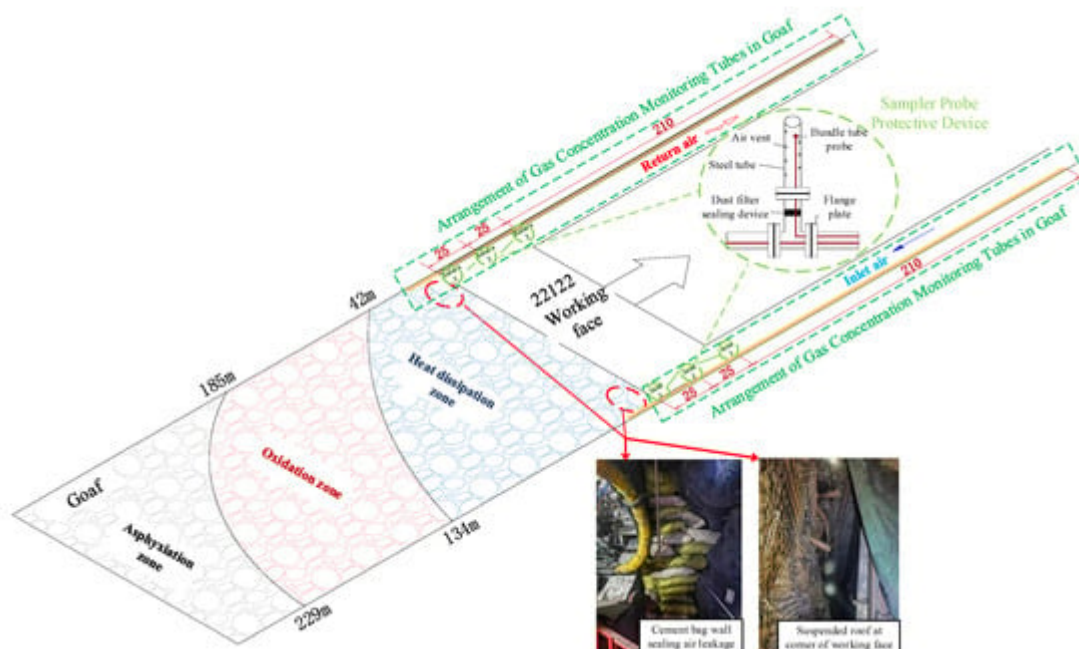 Arrangement of Gas Concentration Monitoring Tubes in Goaf
210
Return air
25
25
Sampler Probe
Protective Device
Air vent
Bundle tube
probe
Steel tube
Dust filter
sealing device
Flange
plate
Inlet air
210
Arrangement of Gas Concentration Monitoring Tubes in Goaf
25
25
22122
Working
face
42m
185m
Heat dissipation
zone
Oxidation zone
Goaf
Asphyxiation
zone
134m
229m
Cement bag wall
sealing air leakage
Suspended roof at
corner of working face